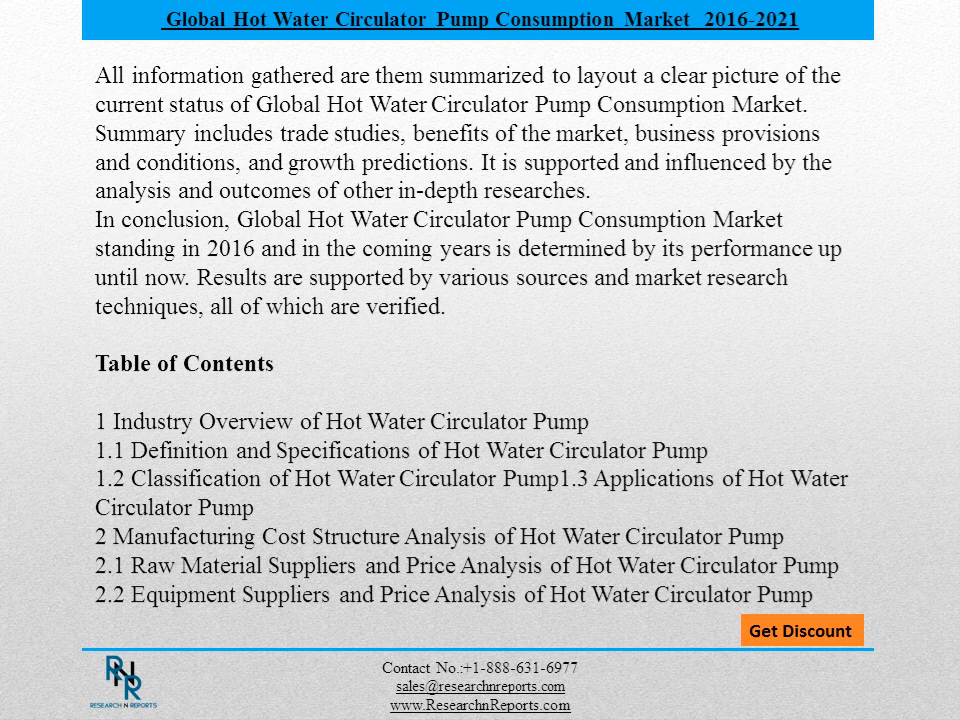 Global Hot Water Circulator Pump Consumption Market 2016-2021
All information gathered are them summarized to layout a clear picture of the
current status of Global Hot Water Circulator Pump Consumption Market.
Summary includes trade studies, benefits of the market, business provisions
and conditions, and growth predictions. It is supported and influenced by the
analysis and outcomes of other in-depth researches.
In conclusion, Global Hot Water Circulator Pump Consumption Market
standing in 2016 and in the coming years is determined by its performance up
until now. Results are supported by various sources and market research
techniques, all of which are verified.
Table of Contents
1 Industry Overview of Hot Water Circulator Pump
1.1 Definition and Specifications of Hot Water Circulator Pump
1.2 Classification of Hot Water Circulator Pump1.3 Applications of Hot Water
Circulator Pump
2 Manufacturing Cost Structure Analysis of Hot Water Circulator Pump
2.1 Raw Material Suppliers and Price Analysis of Hot Water Circulator Pump
2.2 Equipment Suppliers and Price Analysis of Hot Water Circulator Pump
Get Discount
RNR
RESEARCH N REPORTS
Contact No.:+1-888-631-6977
sales@researchnreports.com
www.ResearchnReports.com